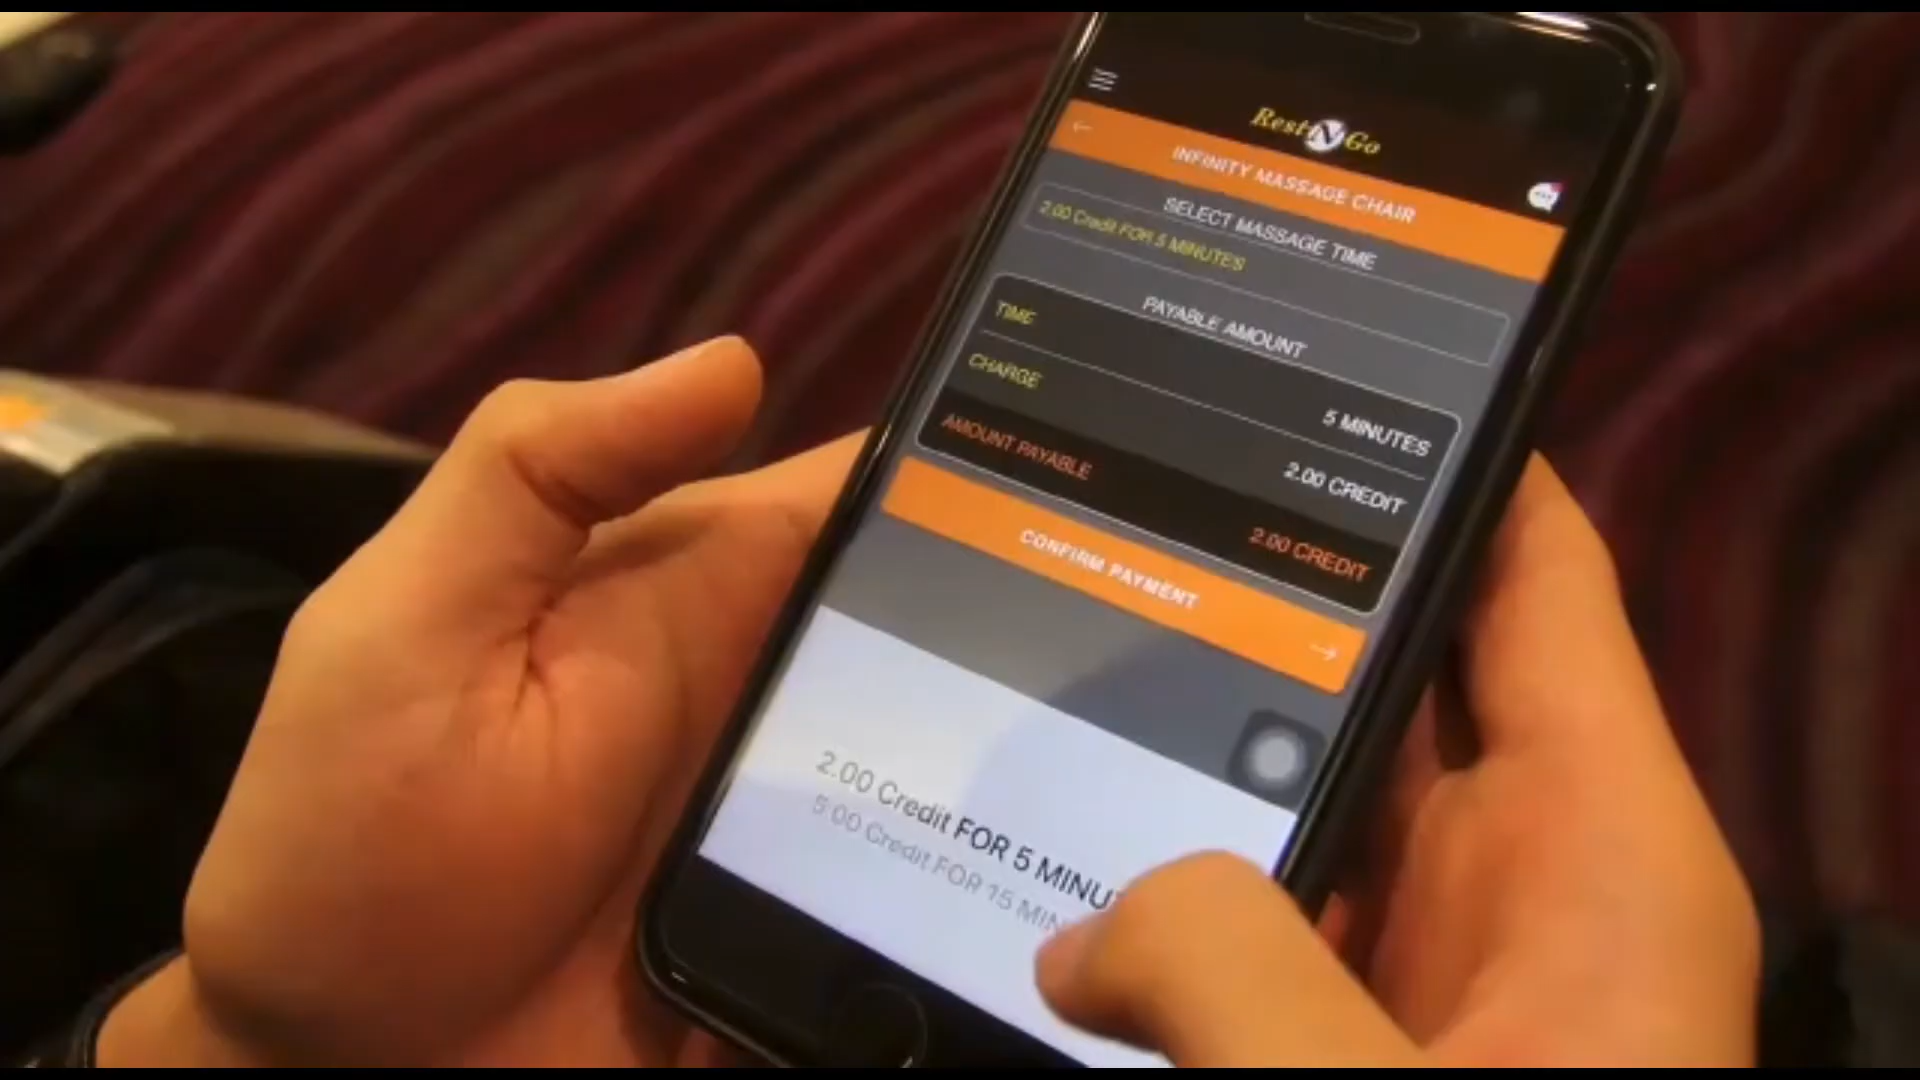 Rest N Go
INFINITY MASSAGE CHAIR
SELECT MASSAGE TIME
2.00 Credit FOR 5 MINUTES
PAYABLE AMOUNT
TIME
5 MINUTES
CHARGE
2.00 CREDIT
AMOUNT PAYABLE
2.00 CREDIT
CONFIRM PAYMENT
2.00 Credit FOR 5 MINU
5.00 Credit FOR 15 MIN